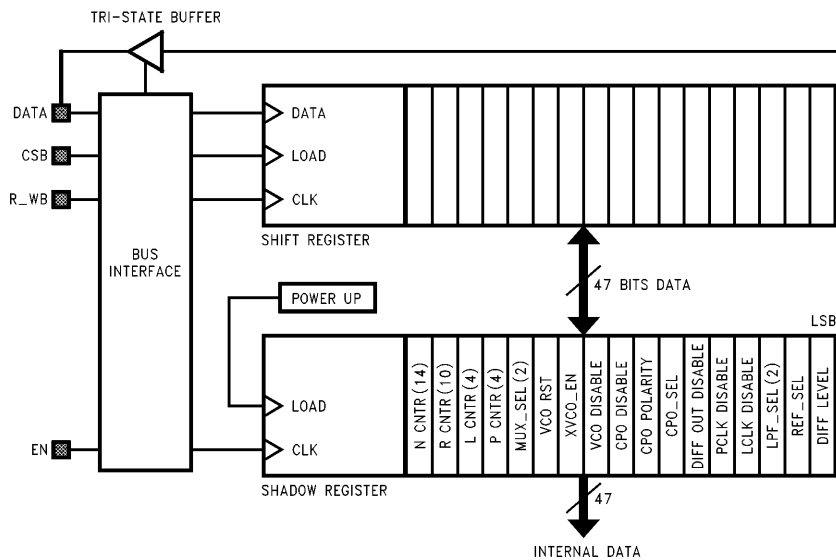 TRI-STATE BUFFER
DATA
CSB
R_WB
EN
BUS
INTERFACE
DATA
LOAD
CLK
SHIFT REGISTER
POWER UP
47 BITS DATA
LSB
LOAD
CLK
SHADOW REGISTER
N CNTR(14)
R CNTR(10)
L CNTR(4)
P CNTR(4)
MUX_SEL(2)
VCO RST
XVCO_EN
VCO DISABLE
CPO DISABLE
CPO POLARITY
CPO_SEL
DIFF OUT DISABLE
PCLK DISABLE
LCLK DISABLE
LPF_SEL(2)
REF_SEL
DIFF LEVEL
47
INTERNAL DATA